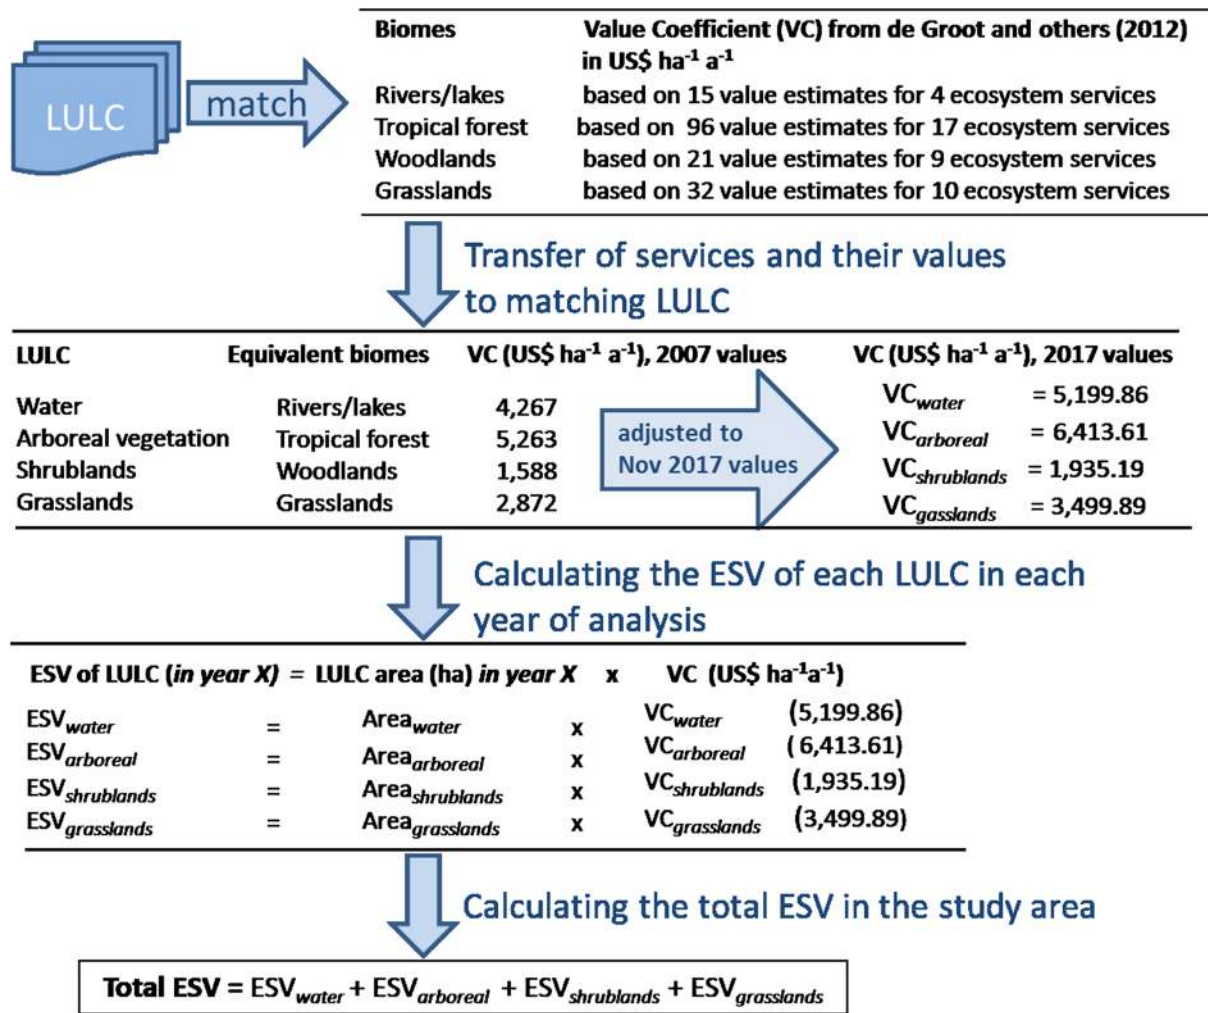 LULC
match
Biomes Value Coefficient (VC) from de Groot and others (2012)
in US$ ha⁻¹ a⁻¹
Rivers/lakes based on 15 value estimates for 4 ecosystem services
Tropical forest based on 96 value estimates for 17 ecosystem services
Woodlands based on 21 value estimates for 9 ecosystem services
Grasslands based on 32 value estimates for 10 ecosystem services
Transfer of services and their values
to matching LULC
LULC Equivalent biomes VC (US$ ha⁻¹ a⁻¹), 2007 values VC (US$ ha⁻¹ a⁻¹), 2017 values
Water Rivers/lakes 4,267 VCwater = 5,199.86
Arboreal vegetation Tropical forest 5,263 VCarboreal = 6,413.61
Shrublands Woodlands 1,588 VCshrublands = 1,935.19
Grasslands Grasslands 2,872 VCgasslands = 3,499.89
adjusted to
Nov 2017 values
Calculating the ESV of each LULC in each
year of analysis
ESV of LULC (in year X) = LULC area (ha) in year X x VC (US$ ha⁻¹a⁻¹)
ESVwater = Areawater x VCwater (5,199.86)
ESVarboreal = Areaarboreal x VCarboreal (6,413.61)
ESVshrublands = Areashrublands x VCshrublands (1,935.19)
ESVgrasslands = Areagrasslands x VCgrasslands (3,499.89)
Calculating the total ESV in the study area
Total ESV = ESVwater + ESVarboreal + ESVshrublands + ESVgrasslands